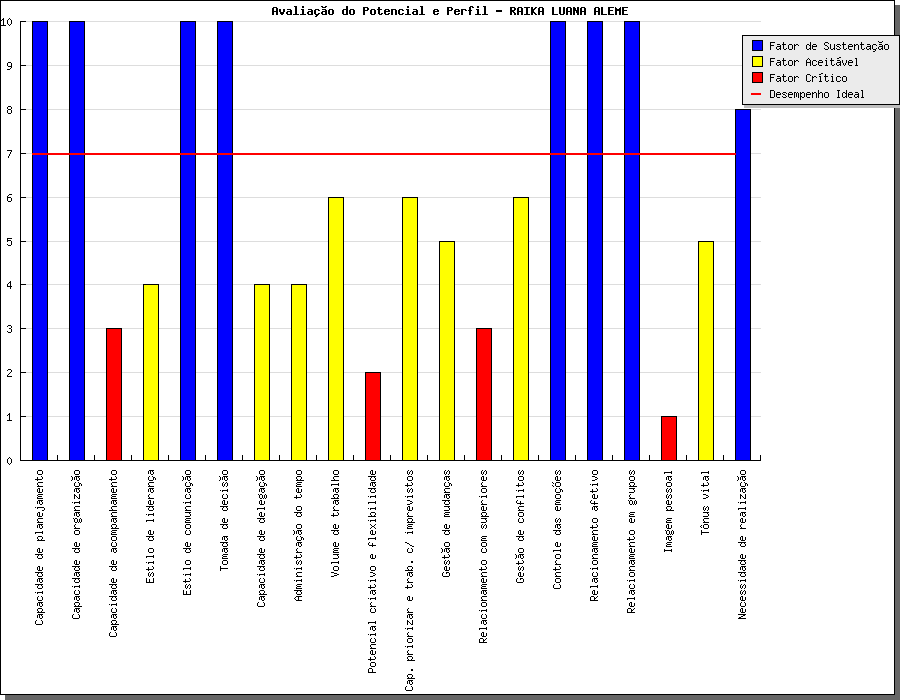 Avaliação do Potencial e Perfil - RAIKA LUANA ALEME
10
9
8
7
6
5
4
3
2
1
0
Fator de Sustentação
Fator Aceitável
Fator Crítico
Desempenho Ideal
Capacidade de planejamento
Capacidade de organização
Capacidade de acompanhamento
Estilo de liderança
Estilo de comunicação
Tomada de decisão
Capacidade de delegação
Administração do tempo
Volume de trabalho
Potencial criativo e flexibilidade
Cap. priorizar e trab. c/ imprevistos
Gestão de mudanças
Relacionamento com superiores
Gestão de conflitos
Controle das emoções
Relacionamento afetivo
Relacionamento em grupos
Imagem pessoal
Tônus vital
Necessidade de realização